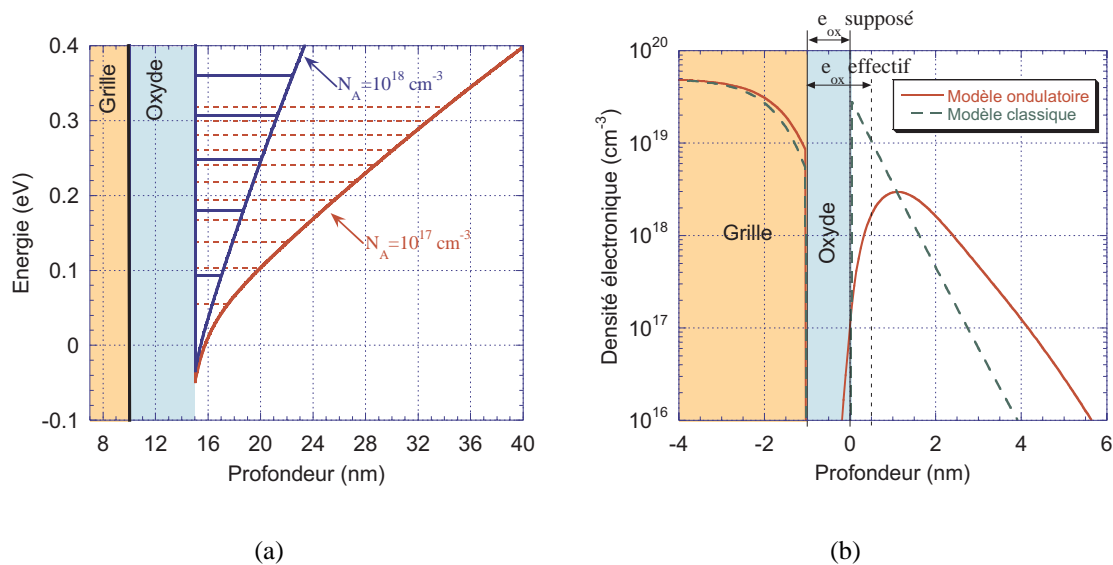 e_ox supposé
e_ox effectif
0.4
0.3
0.2
0.1
0
-0.1
Energie (eV)
Grille
Oxyde
N_A=10^18 cm^-3
N_A=10^17 cm^-3
8 12 16 20 24 28 32 36 40
Profondeur (nm)
(a)
10^20
10^19
10^18
10^17
10^16
Densité électronique (cm^-3)
Modèle ondulatoire
Modèle classique
Grille
Oxyde
-4 -2 0 2 4 6
Profondeur (nm)
(b)